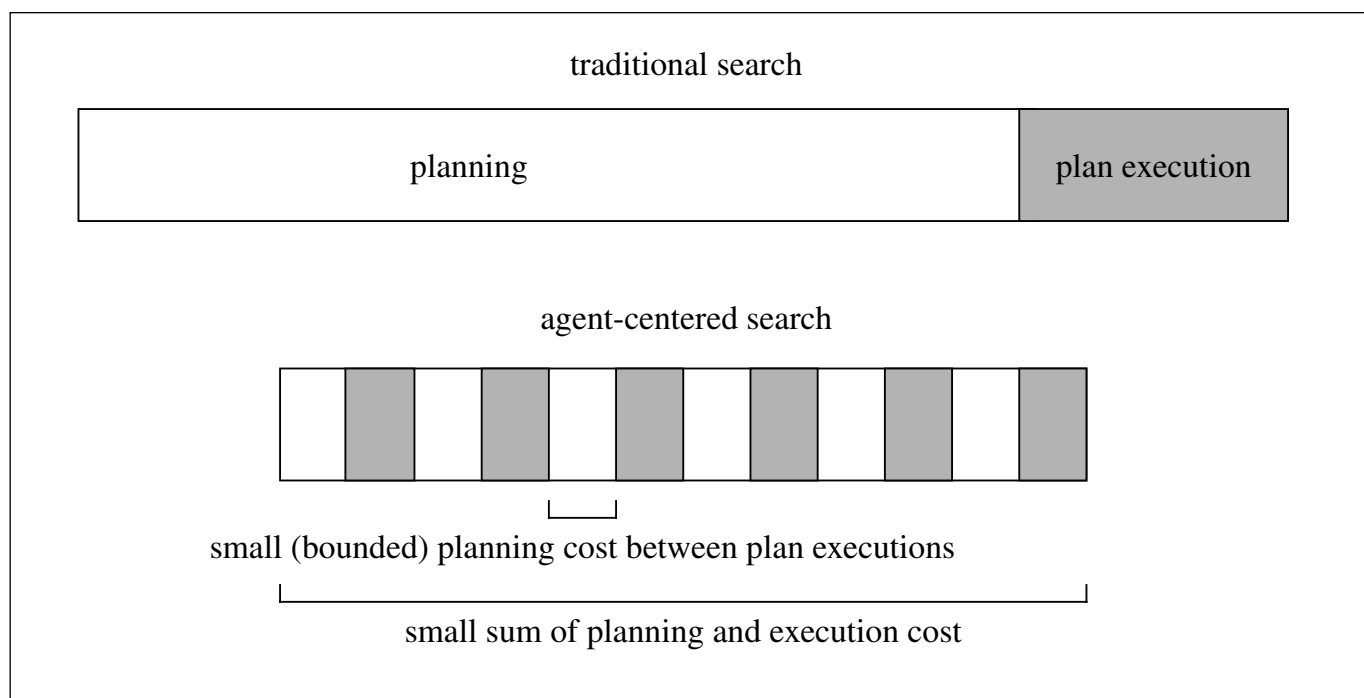 traditional search
planning
plan execution
agent-centered search
small (bounded) planning cost between plan executions
small sum of planning and execution cost